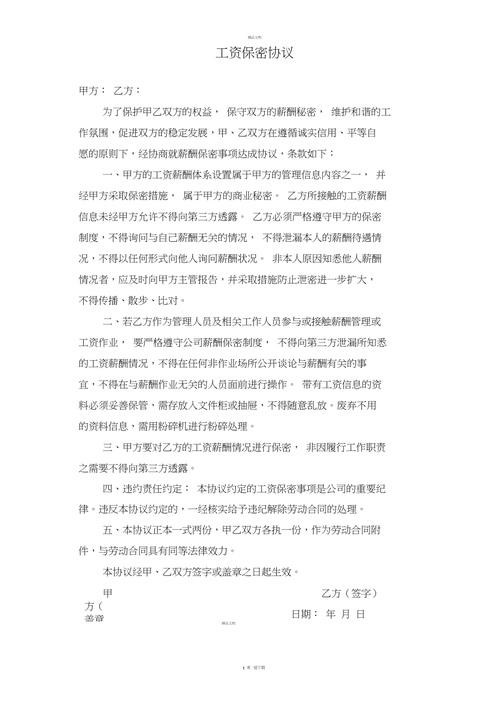 精品文档
工资保密协议
甲方： 乙方：
为了保护甲乙双方的权益， 保守双方的薪酬秘密， 维护和谐的工
作氛围，促进双方的稳定发展，甲、乙双方在遵循诚实信用、平等自
愿的原则下，经协商就薪酬保密事项达成协议，条款如下：
一、甲方的工资薪酬体系设置属于甲方的管理信息内容之一， 并
经甲方采取保密措施， 属于甲方的商业秘密。 乙方所接触的工资薪酬
信息未经甲方允许不得向第三方透露。 乙方必须严格遵守甲方的保密
制度，不得询问与自己薪酬无关的情况， 不得泄漏本人的薪酬待遇情
况，不得以任何形式向他人询问薪酬状况。 非本人原因知悉他人薪酬
情况者，应及时向甲方主管报告，并采取措施防止泄密进一步扩大，
不得传播、散步、比对。
二、若乙方作为管理人员及相关工作人员参与或接触薪酬管理或
工资作业， 要严格遵守公司薪酬保密制度， 不得向第三方泄漏所知悉
的工资薪酬情况，不得在任何非作业场所公开谈论与薪酬有关的事
宜，不得在与薪酬作业无关的人员面前进行操作。 带有工资信息的资
料必须妥善保管，需存放入文件柜或抽屉，不得随意乱放。废弃不用
的资料信息，需用粉碎机进行粉碎处理。
三、甲方要对乙方的工资薪酬情况进行保密， 非因履行工作职责
之需要不得向第三方透露。
四、违约责任约定： 本协议约定的工资保密事项是公司的重要纪
律。违反本协议约定的，一经核实给予违纪解除劳动合同的处理。
五、本协议正本一式两份，甲乙双方各执一份，作为劳动合同附
件，与劳动合同具有同等法律效力。
本协议经甲、乙双方签字或盖章之日起生效。
甲 乙方（签字）
方（
盖章 日期： 年 月 日
精品文档